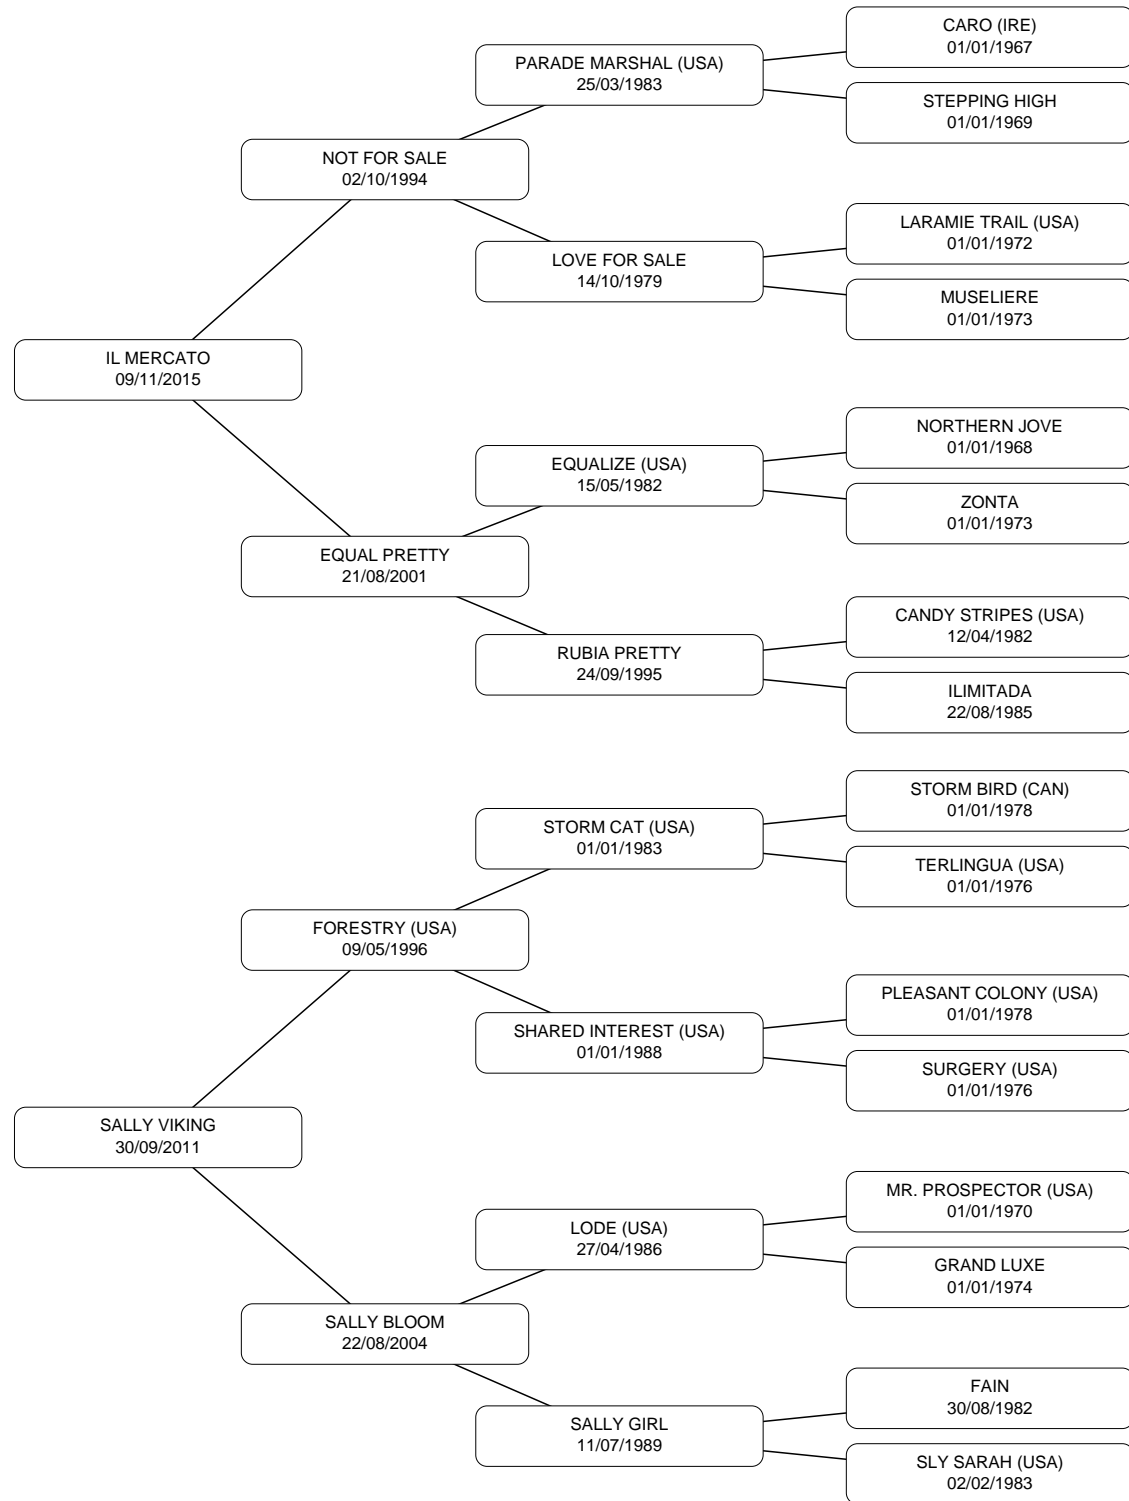 CARO (IRE)
01/01/1967
PARADE MARSHAL (USA)
25/03/1983
STEPPING HIGH
01/01/1969
NOT FOR SALE
02/10/1994
LARAMIE TRAIL (USA)
01/01/1972
LOVE FOR SALE
14/10/1979
MUSELIERE
01/01/1973
IL MERCATO
09/11/2015
NORTHERN JOVE
01/01/1968
EQUALIZE (USA)
15/05/1982
ZONTA
01/01/1973
EQUAL PRETTY
21/08/2001
CANDY STRIPES (USA)
12/04/1982
RUBIA PRETTY
24/09/1995
ILIMITADA
22/08/1985
STORM BIRD (CAN)
01/01/1978
STORM CAT (USA)
01/01/1983
TERLINGUA (USA)
01/01/1976
FORESTRY (USA)
09/05/1996
PLEASANT COLONY (USA)
01/01/1978
SHARED INTEREST (USA)
01/01/1988
SURGERY (USA)
01/01/1976
SALLY VIKING
30/09/2011
MR. PROSPECTOR (USA)
01/01/1970
LODE (USA)
27/04/1986
GRAND LUXE
01/01/1974
SALLY BLOOM
22/08/2004
FAIN
30/08/1982
SALLY GIRL
11/07/1989
SLY SARAH (USA)
02/02/1983